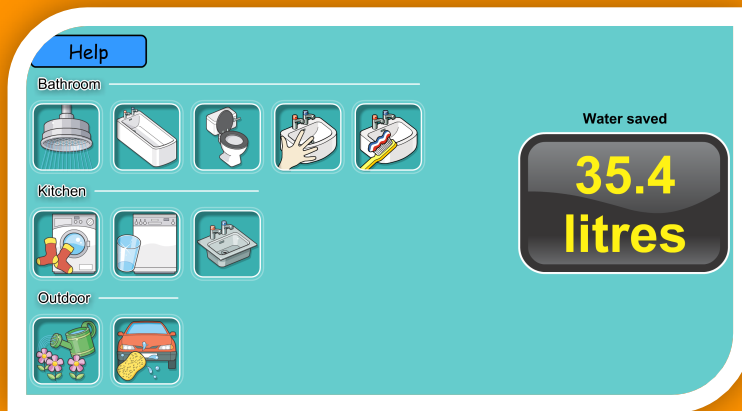 Help
Bathroom
Water saved
35.4
litres
Kitchen
Outdoor